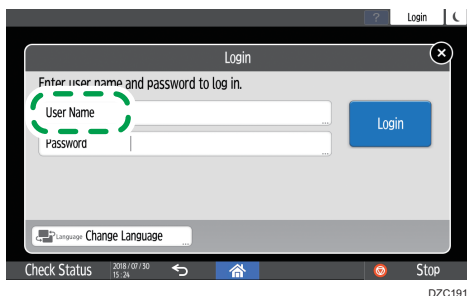 ? Login
Login
Enter user name and password to log in.
User Name
Login
Password
Language Change Language
Check Status 2018/07/30 15:24 Stop
DZC191